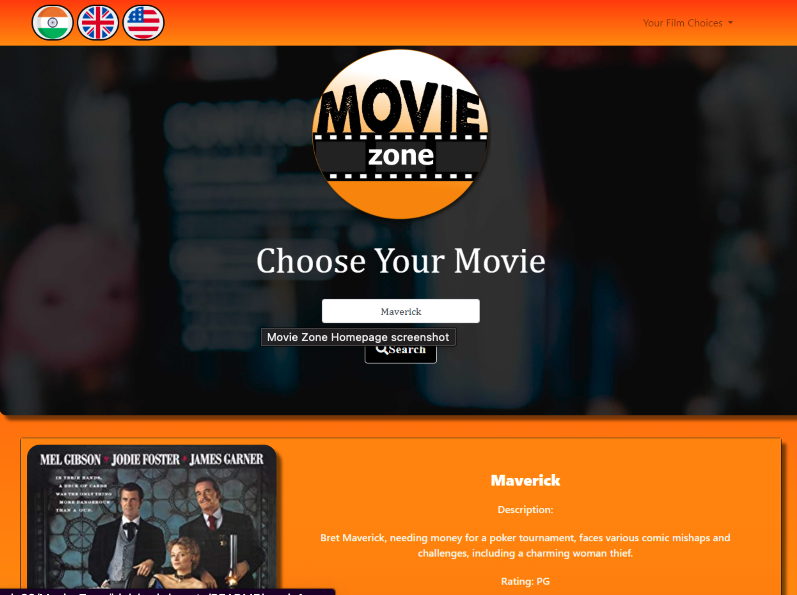 Your Film Choices
MOVIE
zone
Choose Your Movie
Maverick
Movie Zone Homepage screenshot
Search
MEL GIBSON JODIE FOSTER JAMES GARNER
IN THEIR HANDS,
A DECK OF CARDS
WAS THE ONLY THING
MORE DANGEROUS
THAN A GUN.
Maverick
Description:
Bret Maverick, needing money for a poker tournament, faces various comic mishaps and
challenges, including a charming woman thief.
Rating: PG